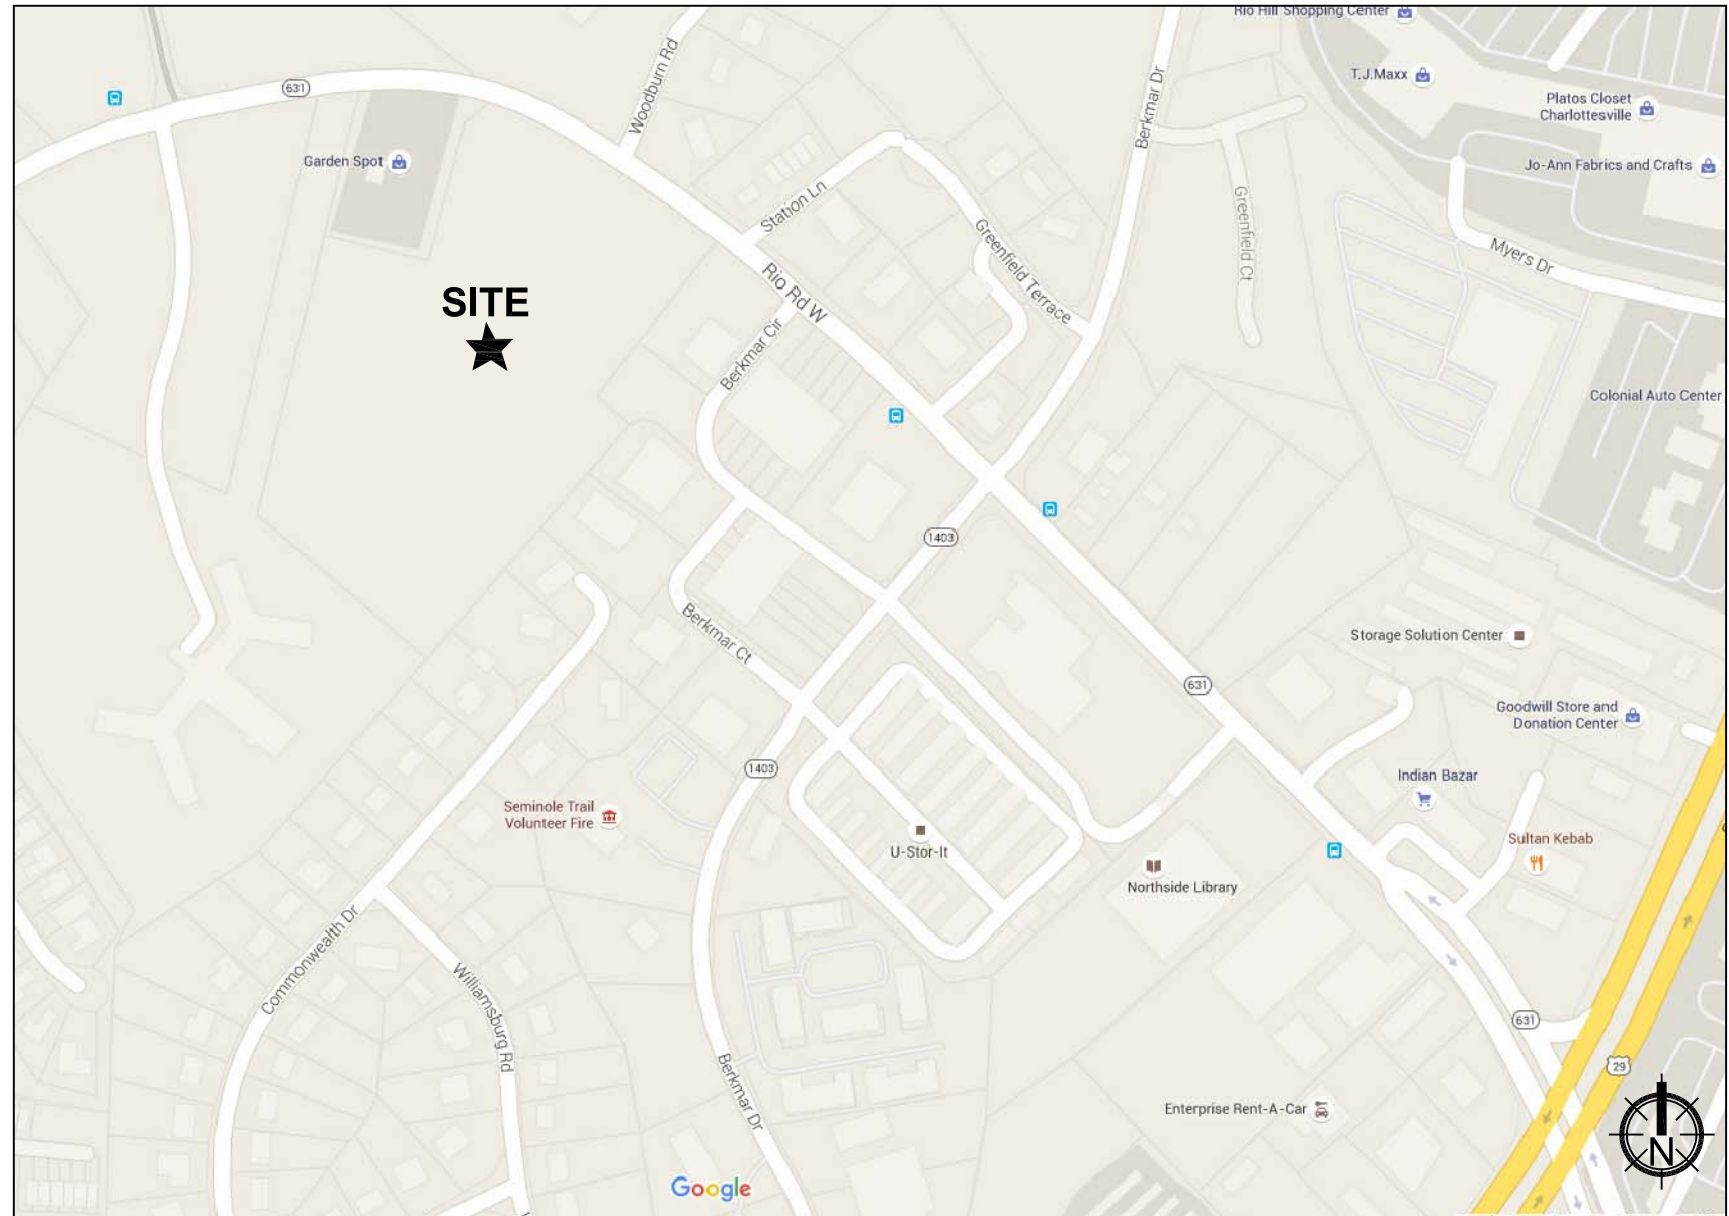 Rio Hill Shopping Center
T.J.Maxx
Platos Closet
Charlottesville
Jo-Ann Fabrics and Crafts
Woodburn Rd
Berkmar Dr
631
Garden Spot
Station Ln
Greenfield Terrace
Greenfield Ct
Myers Dr
SITE
Rio Rd W
Berkmar Cir
Colonial Auto Center
1403
Berkmar Ct
Storage Solution Center
631
Goodwill Store and
Donation Center
1403
Indian Bazar
Seminole Trail
Volunteer Fire
U-Stor-It
Sultan Kebab
Northside Library
Commonwealth Dr
Williamsburg Rd
631
29
Berkmar Dr
Enterprise Rent-A-Car
N
Google